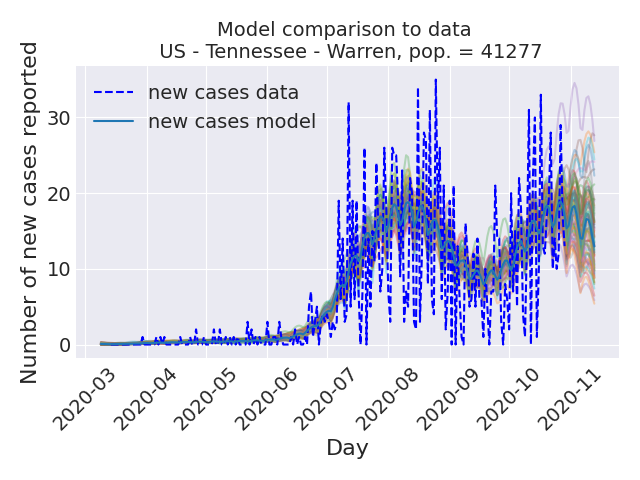 Model comparison to data
US - Tennessee - Warren, pop. = 41277
Number of new cases reported
30
20
10
0
new cases data
new cases model
2020-03
2020-04
2020-05
2020-06
2020-07
2020-08
2020-09
2020-10
2020-11
Day